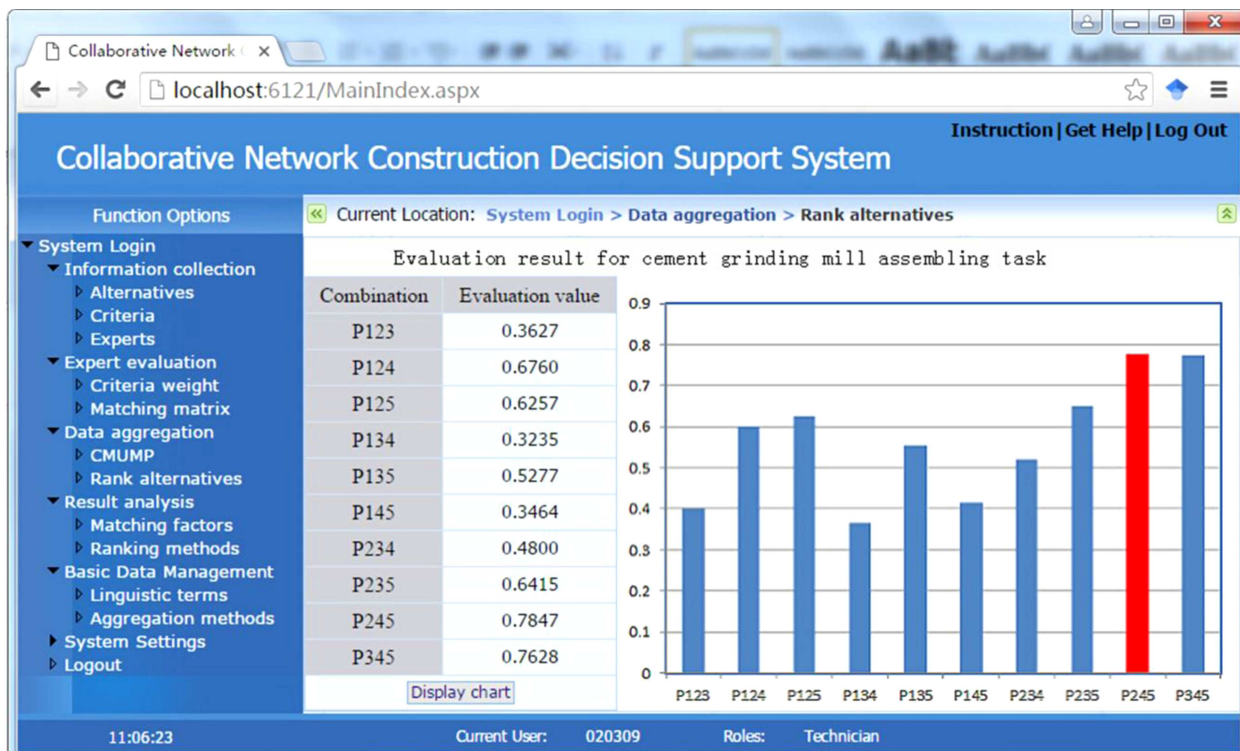 Collaborative Network C
localhost:6121/MainIndex.aspx
Instruction|Get Help|Log Out
Collaborative Network Construction Decision Support System
Function Options
Current Location: System Login > Data aggregation > Rank alternatives
System Login
Information collection
Alternatives
Criteria
Experts
Expert evaluation
Criteria weight
Matching matrix
Data aggregation
CMUMP
Rank alternatives
Result analysis
Matching factors
Ranking methods
Basic Data Management
Linguistic terms
Aggregation methods
System Settings
Logout
Evaluation result for cement grinding mill assembling task
Combination Evaluation value
P123 0.3627
P124 0.6760
P125 0.6257
P134 0.3235
P135 0.5277
P145 0.3464
P234 0.4800
P235 0.6415
P245 0.7847
P345 0.7628
Display chart
0.9
0.8
0.7
0.6
0.5
0.4
0.3
0.2
0.1
0
P123 P124 P125 P134 P135 P145 P234 P235 P245 P345
11:06:23 Current User: 020309 Roles: Technician